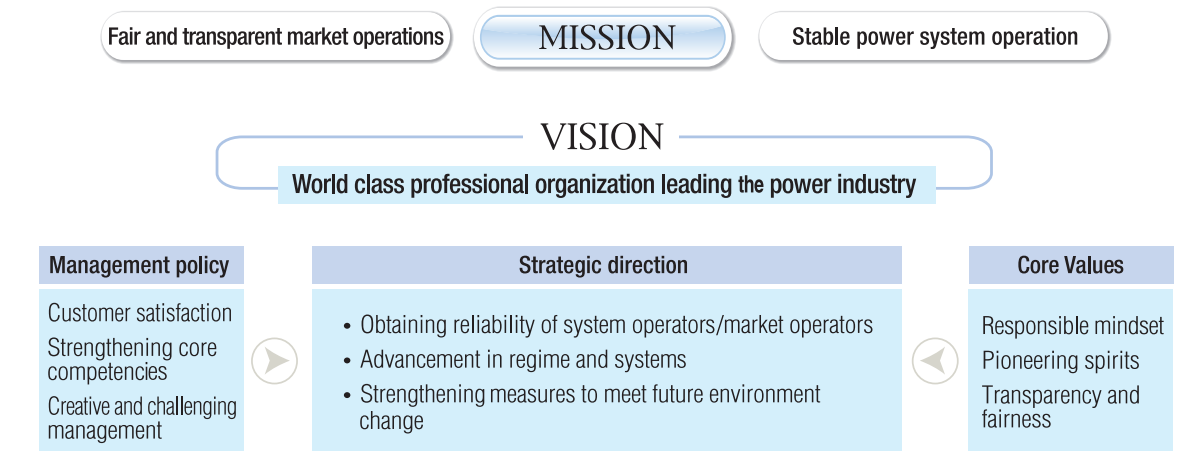 Fair and transparent market operations
MISSION
Stable power system operation
VISION
World class professional organization leading the power industry
Management policy
Customer satisfaction
Strengthening core
competencies
Creative and challenging
management
Strategic direction
• Obtaining reliability of system operators/market operators
• Advancement in regime and systems
• Strengthening measures to meet future environment
change
Core Values
Responsible mindset
Pioneering spirits
Transparency and
fairness